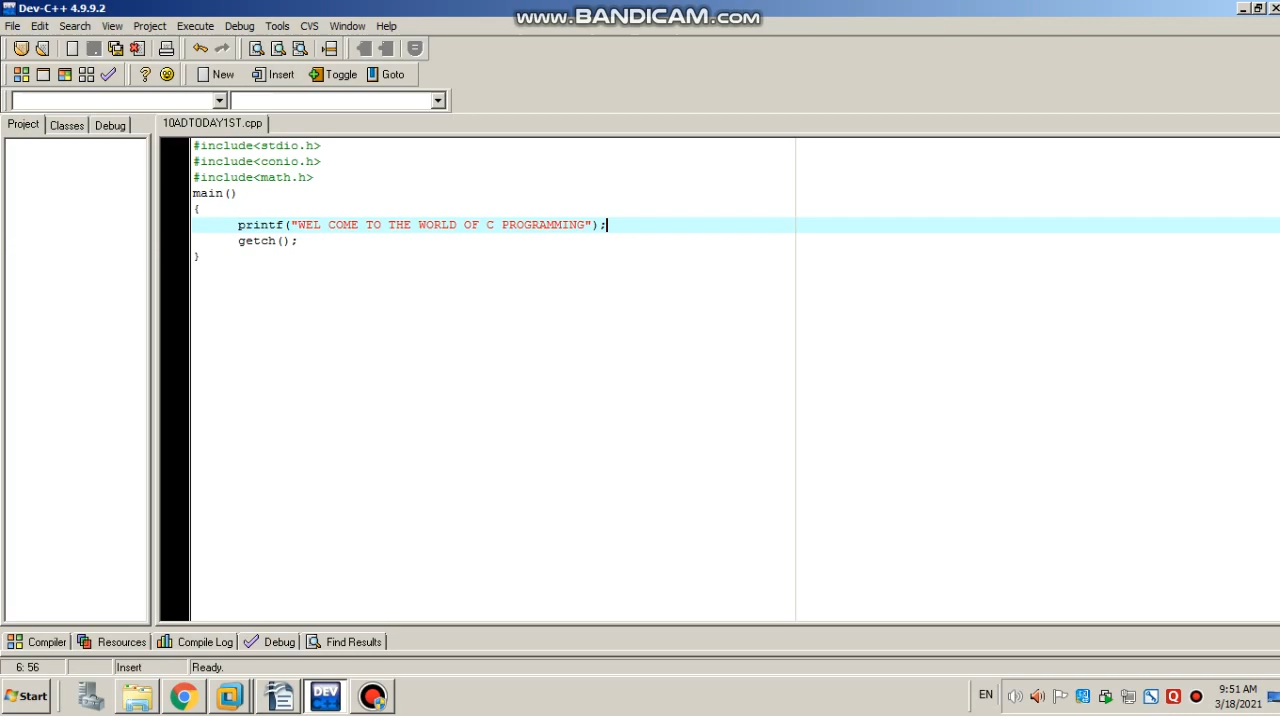 Dev-C++ 4.9.9.2
www.BANDICAM.com
File Edit Search View Project Execute Debug Tools CVS Window Help
New Insert Toggle Goto
Project Classes Debug 10ADTODAY1ST.cpp
#include<stdio.h>
#include<conio.h>
#include<math.h>
main()
{
printf("WEL COME TO THE WORLD OF C PROGRAMMING");
getch();
}
Compiler Resources Compile Log Debug Find Results
6: 56 Insert Ready.
Start DEV EN 9:51 AM
3/18/2021